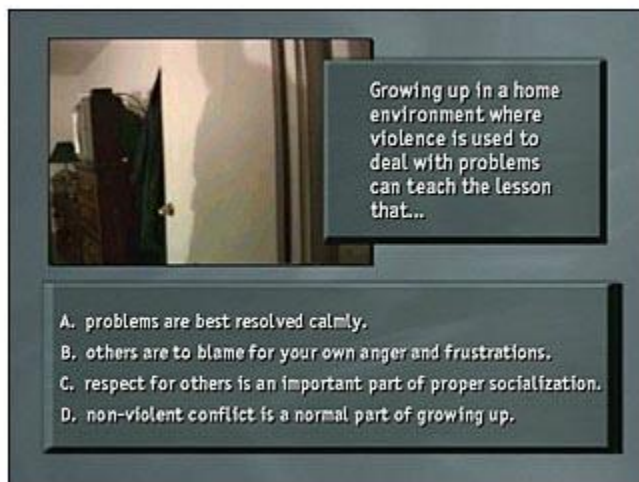 Growing up in a home
environment where
violence is used to
deal with problems
can teach the lesson
that...
A. problems are best resolved calmly.
B. others are to blame for your own anger and frustrations.
C. respect for others is an important part of proper socialization.
D. non-violent conflict is a normal part of growing up.